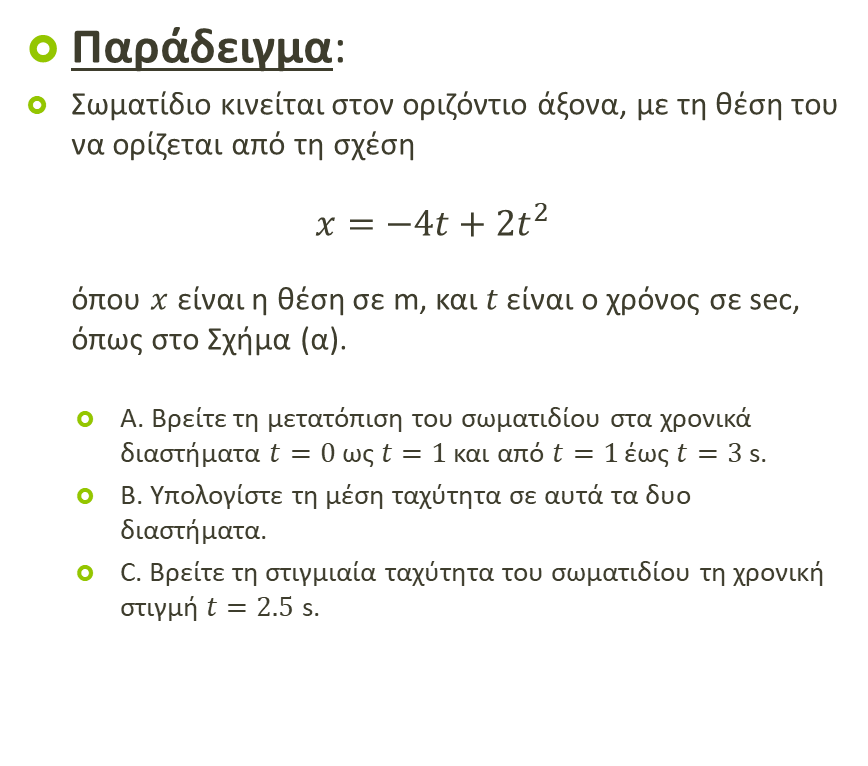 Παράδειγμα:
Σωματίδιο κινείται στον οριζόντιο άξονα, με τη θέση του
να ορίζεται από τη σχέση
x = −4t + 2t²
όπου x είναι η θέση σε m, και t είναι ο χρόνος σε sec,
όπως στο Σχήμα (α).
Α. Βρείτε τη μετατόπιση του σωματιδίου στα χρονικά
διαστήματα t = 0 ως t = 1 και από t = 1 έως t = 3 s.
Β. Υπολογίστε τη μέση ταχύτητα σε αυτά τα δυο
διαστήματα.
C. Βρείτε τη στιγμιαία ταχύτητα του σωματιδίου τη χρονική
στιγμή t = 2.5 s.